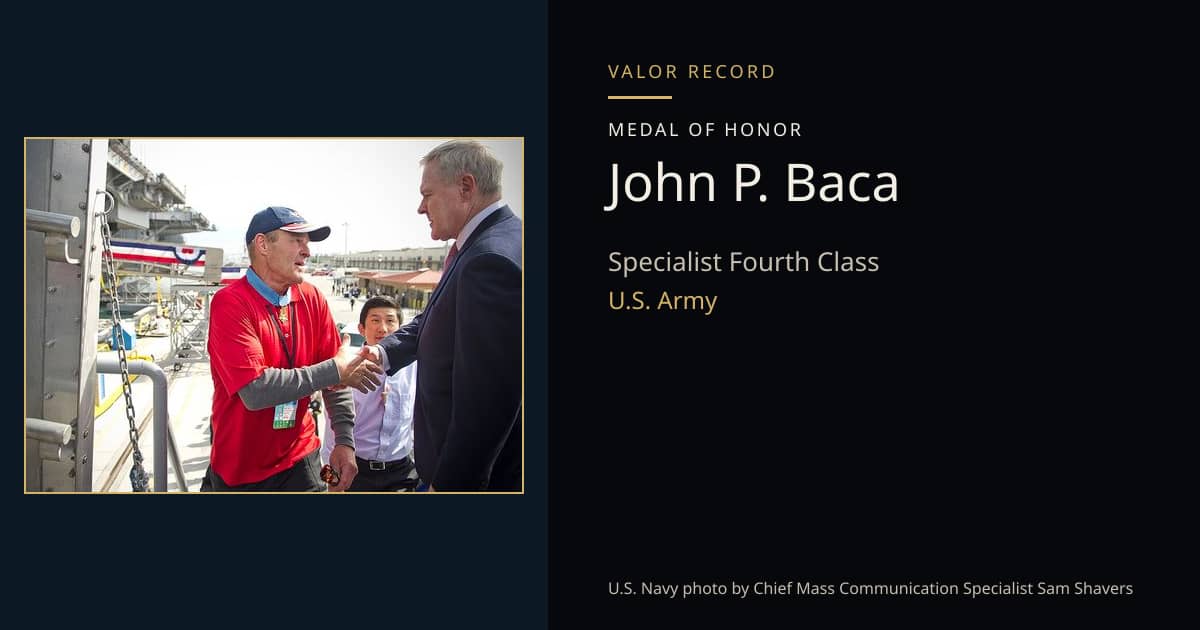 VALOR RECORD
MEDAL OF HONOR
John P. Baca
Specialist Fourth Class
U.S. Army
U.S. Navy photo by Chief Mass Communication Specialist Sam Shavers